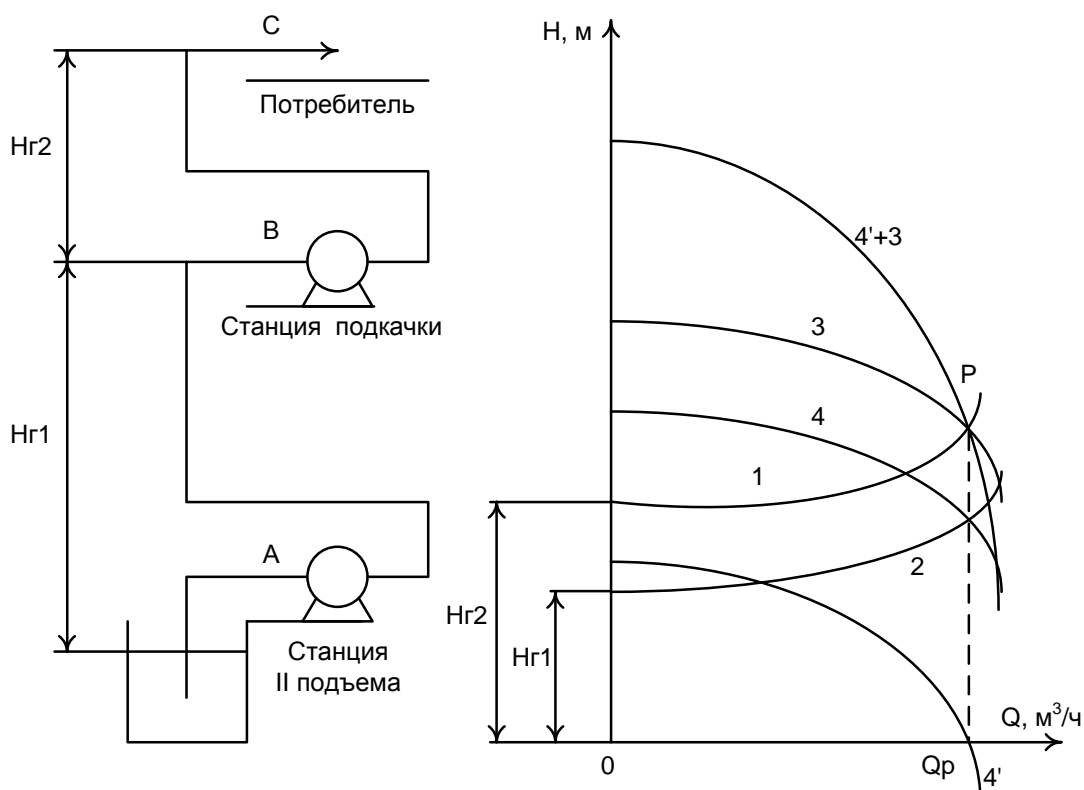 C
Потребитель
Hг2
B
Станция подкачки
Hг1
A
Станция
II подъема
H, м
4'+3
3
P
4
1
2
Hг2
Hг1
Q, м³/ч
0
Qp
4'